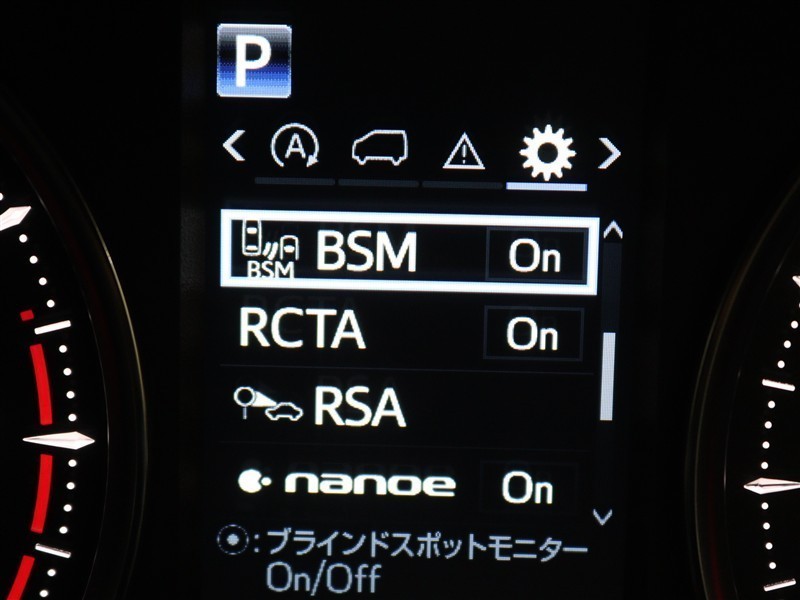 P
A
BSM BSM On
RCTA On
RSA
nanoe On
：ブラインドスポットモニター
On/Off